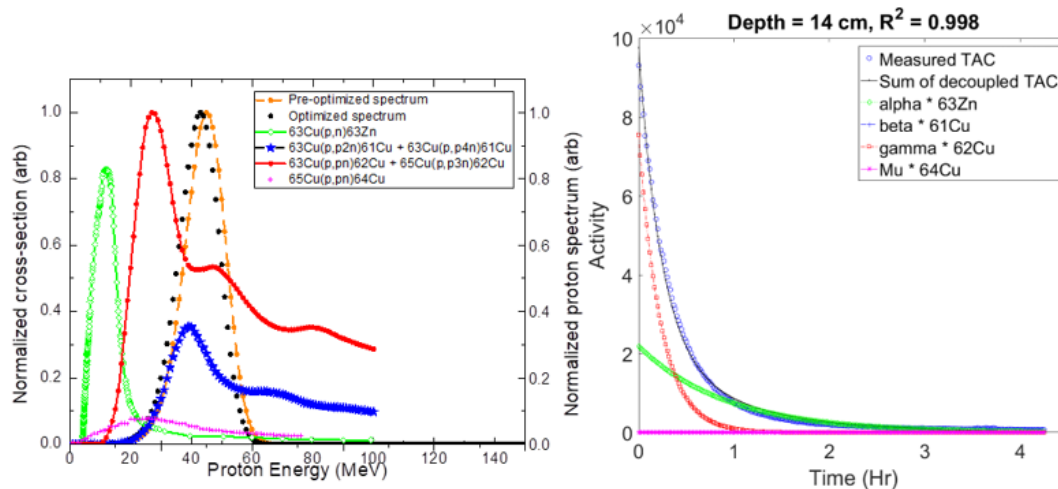 Normalized cross-section (arb)
1.0
0.8
0.6
0.4
0.2
0.0
0 20 40 60 80 100 120 140
Proton Energy (MeV)
Pre-optimized spectrum
Optimized spectrum
63Cu(p,n)63Zn
63Cu(p,p2n)61Cu + 63Cu(p,p4n)61Cu
63Cu(p,pn)62Cu + 65Cu(p,p3n)62Cu
65Cu(p,pn)64Cu
1.0
0.8
0.6
0.4
0.2
0.0
Normalized proton spectrum (arb)
Depth = 14 cm, R² = 0.998
×10⁴
10
8
6
4
2
0
Activity
0 1 2 3 4
Time (Hr)
Measured TAC
Sum of decoupled TAC
alpha * 63Zn
beta * 61Cu
gamma * 62Cu
Mu * 64Cu